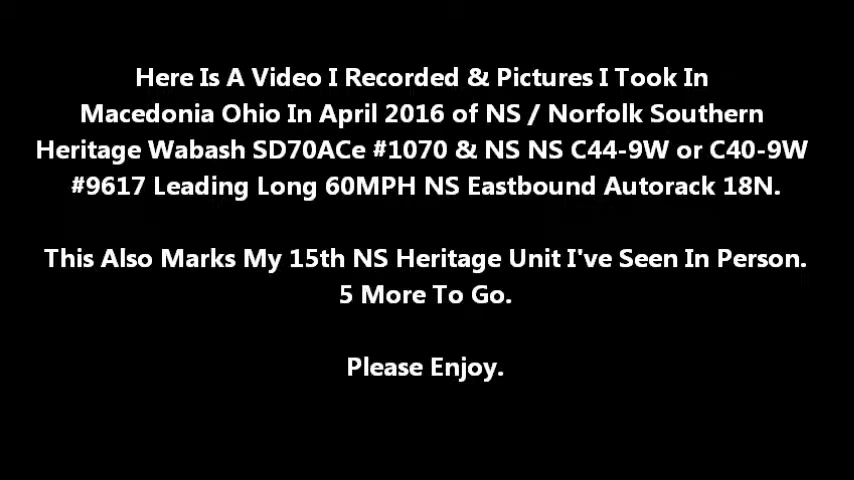 Here Is A Video I Recorded & Pictures I Took In
Macedonia Ohio In April 2016 of NS / Norfolk Southern
Heritage Wabash SD70ACe #1070 & NS NS C44-9W or C40-9W
#9617 Leading Long 60MPH NS Eastbound Autorack 18N.
This Also Marks My 15th NS Heritage Unit I've Seen In Person.
5 More To Go.
Please Enjoy.